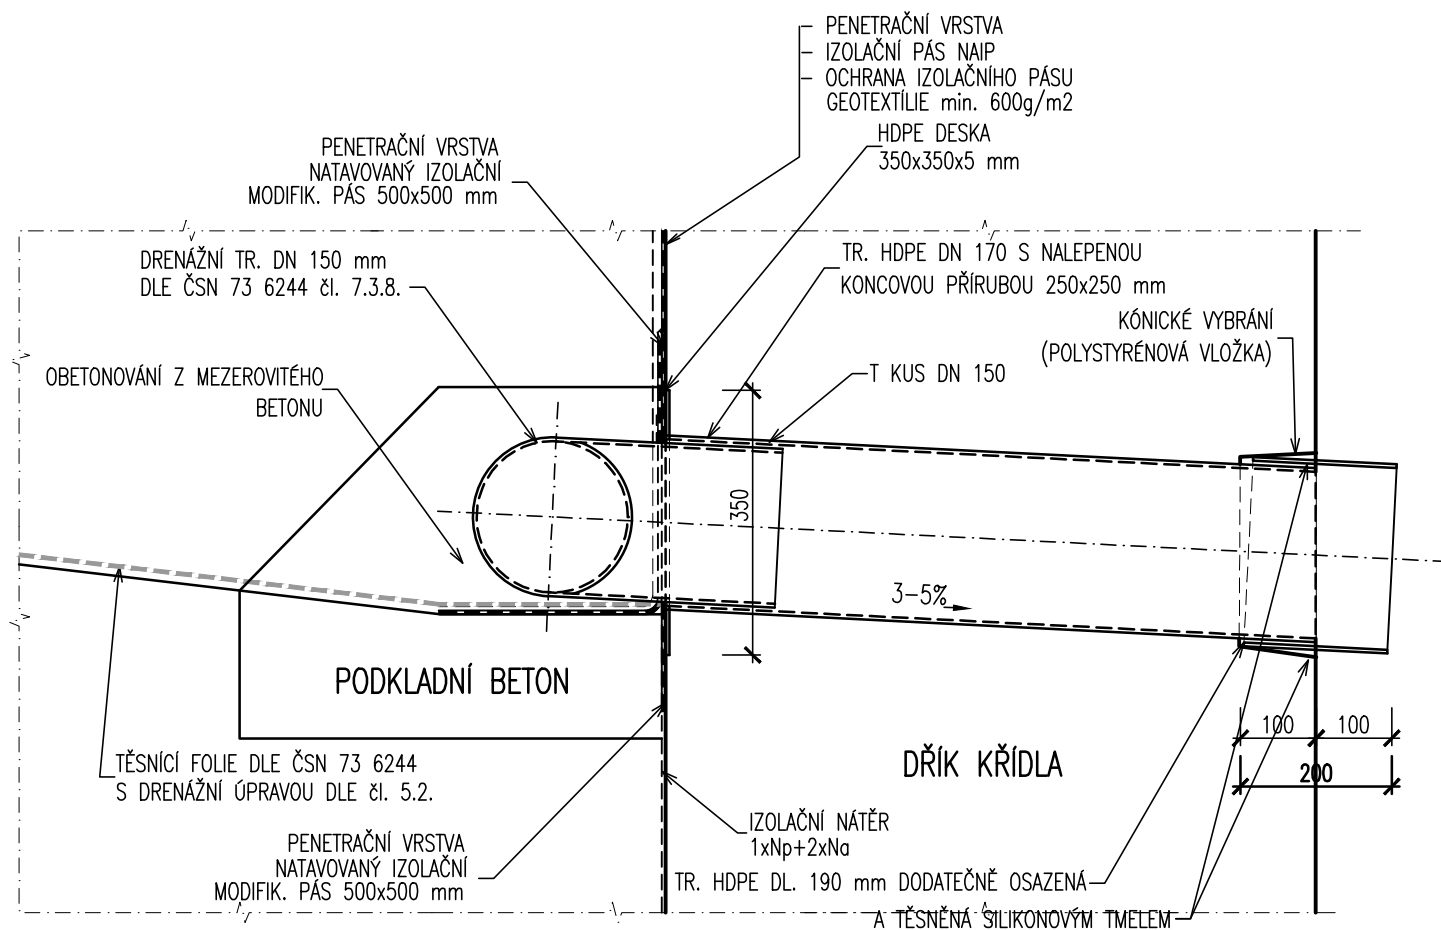 PENETRAČNÍ VRSTVA
IZOLAČNÍ PÁS NAIP
OCHRANA IZOLAČNÍHO PÁSU
GEOTEXTÍLIE min. 600g/m2
HDPE DESKA
350x350x5 mm
PENETRAČNÍ VRSTVA
NATAVOVANÝ IZOLAČNÍ
MODIFIK. PÁS 500x500 mm
DRENÁŽNÍ TR. DN 150 mm
DLE ČSN 73 6244 čl. 7.3.8.
TR. HDPE DN 170 S NALEPENOU
KONCOVOU PŘÍRUBOU 250x250 mm
KÓNICKÉ VYBRÁNÍ
(POLYSTYRÉNOVÁ VLOŽKA)
OBETONOVÁNÍ Z MEZEROVITÉHO
BETONU
T KUS DN 150
350
3-5%
PODKLADNÍ BETON
100
100
200
DŘÍK KŘÍDLA
TĚSNÍCÍ FOLIE DLE ČSN 73 6244
S DRENÁŽNÍ ÚPRAVOU DLE čl. 5.2.
IZOLAČNÍ NÁTĚR
1xNp+2xNa
PENETRAČNÍ VRSTVA
NATAVOVANÝ IZOLAČNÍ
MODIFIK. PÁS 500x500 mm
TR. HDPE DL. 190 mm DODATEČNĚ OSAZENÁ
A TĚSNĚNÁ SILIKONOVÝM TMELEM